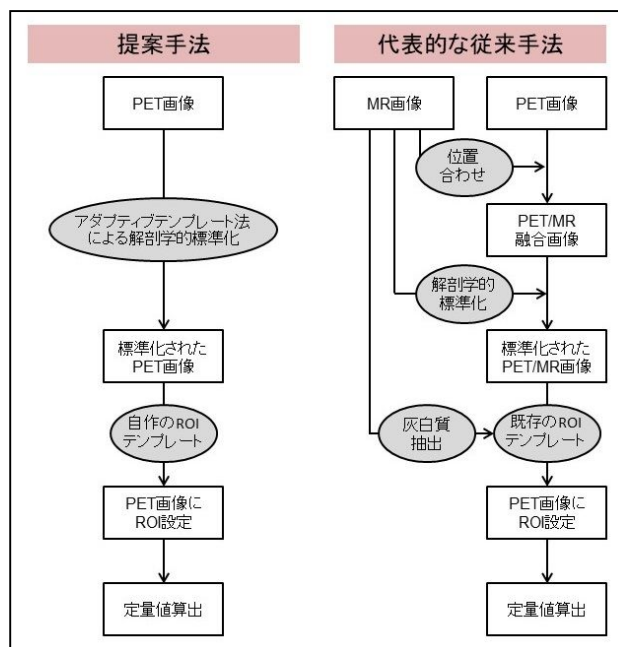 提案手法
PET画像
アダプティブテンプレート法
による解剖学的標準化
標準化された
PET画像
自作のROI
テンプレート
PET画像に
ROI設定
定量値算出
代表的な従来手法
MR画像
PET画像
位置
合わせ
PET/MR
融合画像
解剖学的
標準化
標準化された
PET/MR画像
灰白質
抽出
既存のROI
テンプレート
PET画像に
ROI設定
定量値算出